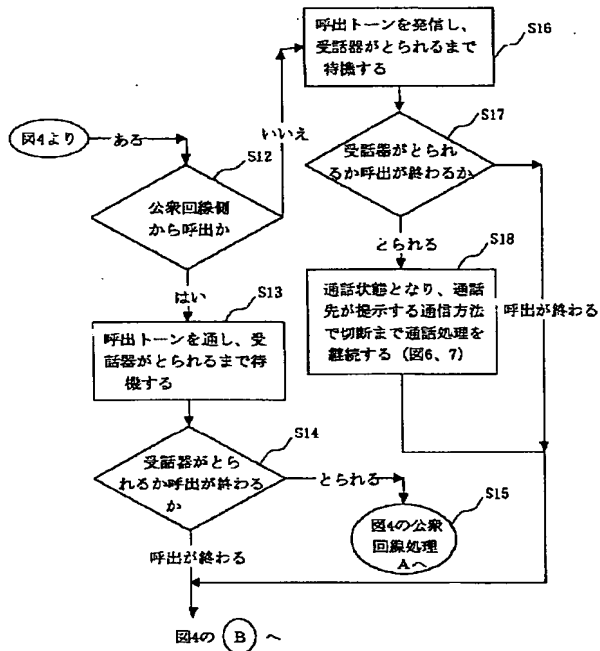 図4より
ある
S12
公衆回線側
から呼出か
いいえ
はい
S13
呼出トーンを通し、受
話器がとられるまで待
機する
S14
受話器がとら
れるか呼出が終わる
か
とられる
S15
図4の公衆
回線処理
Aへ
呼出が終わる
図4の B へ
S16
呼出トーンを発信し、
受話器がとられるまで
待機する
S17
受話器がとられ
るか呼出が終わるか
とられる
S18
通話状態となり、通話
先が提示する通信方法
で切断まで通話処理を
継続する(図6、7)
呼出が終わる